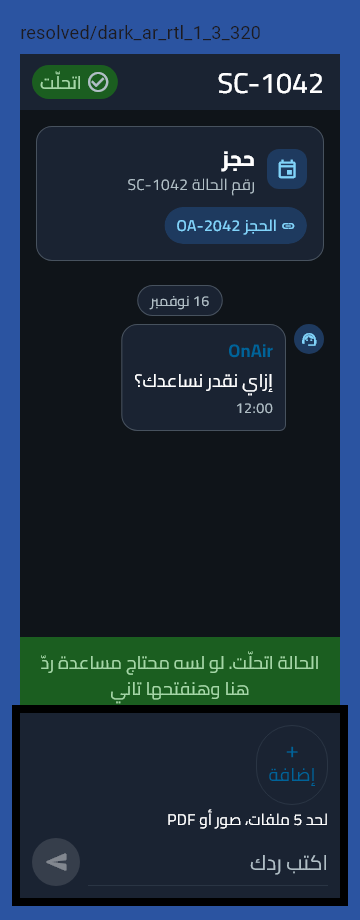 resolved/dark_ar_rtl_1_3_320
SC-1042
اتحلّت
حجز
رقم الحالة SC-1042
الحجز OA-2042
16 نوفمبر
OnAir
إزاي نقدر نساعدك؟
12:00
الحالة اتحلّت. لو لسه محتاج مساعدة ردّ
هنا وهنفتحها تاني
+
إضافة
لحد 5 ملفات، صور أو PDF
اكتب ردك